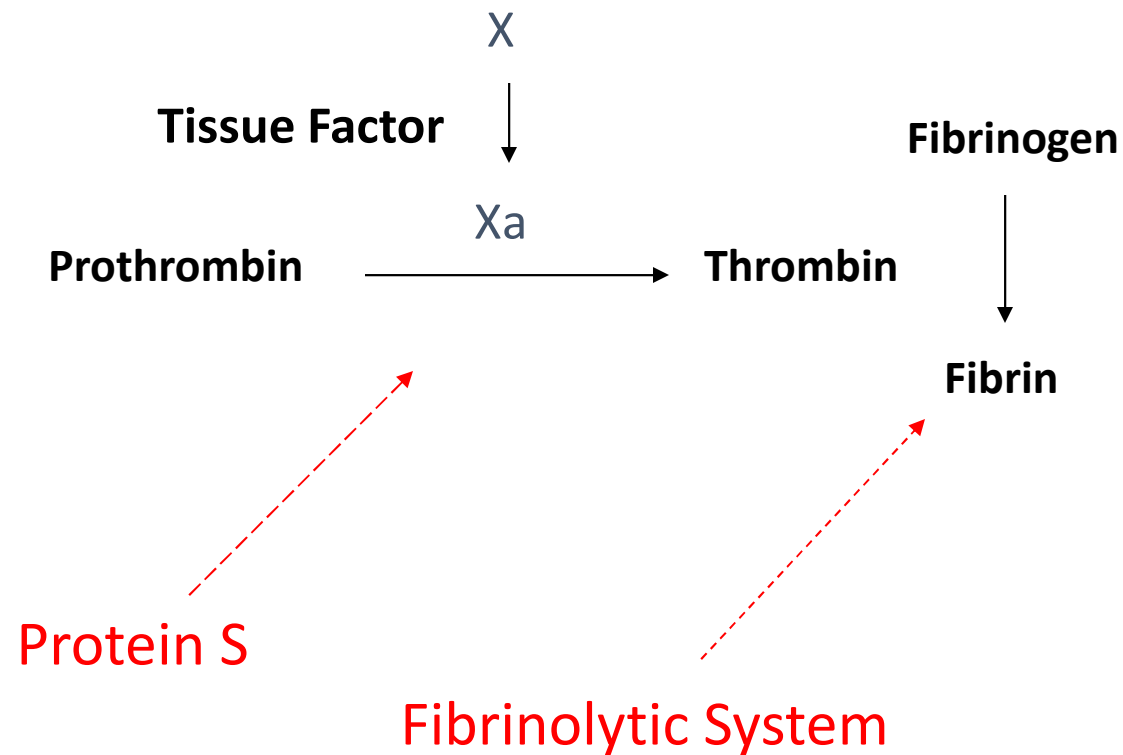 X
Tissue Factor
Fibrinogen
Xa
Prothrombin
Thrombin
Fibrin
Protein S
Fibrinolytic System